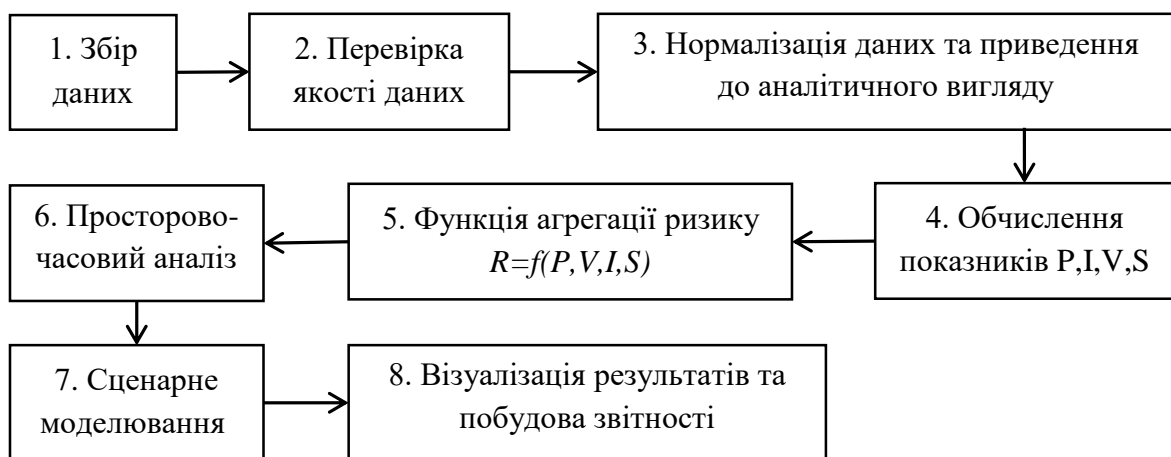 1. Збір
даних
2. Перевірка
якості даних
3. Нормалізація даних та приведення
до аналітичного вигляду
4. Обчислення
показників P,I,V,S
5. Функція агрегації ризику
R=f(P,V,I,S)
6. Просторово-
часовий аналіз
7. Сценарне
моделювання
8. Візуалізація результатів та
побудова звітності